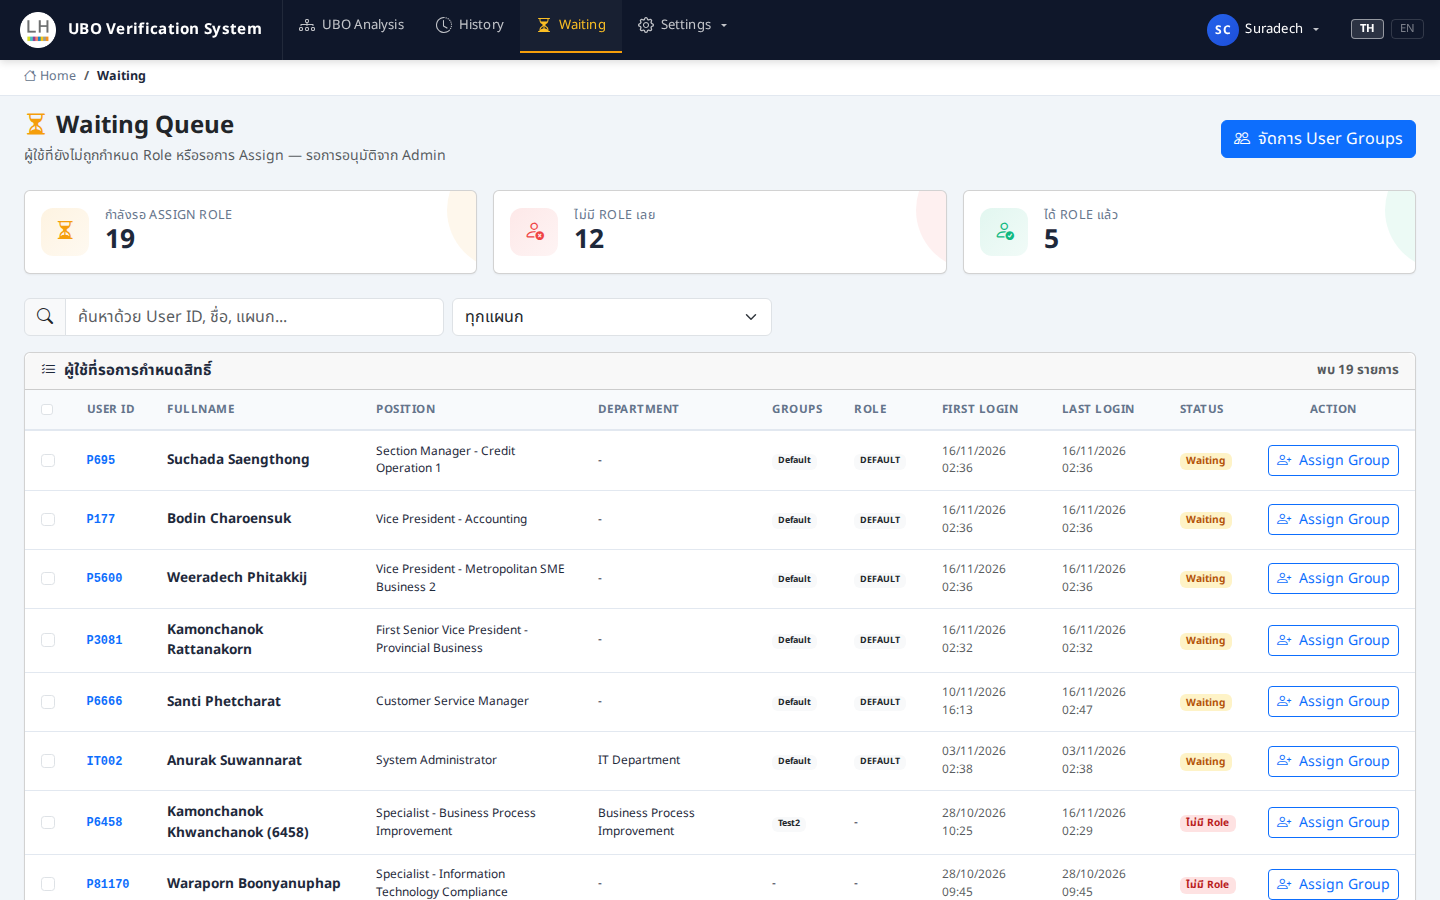 LH UBO Verification System UBO Analysis History Waiting Settings SC Suradech TH EN
Home / Waiting
Waiting Queue
ผู้ใช้ที่ยังไม่ถูกกำหนด Role หรือรอการ Assign — รอการอนุมัติจาก Admin
จัดการ User Groups
กำลังรอ ASSIGN ROLE
19
ไม่มี ROLE เลย
12
ได้ ROLE แล้ว
5
ค้นหาด้วย User ID, ชื่อ, แผนก...
ทุกแผนก
ผู้ใช้ที่รอการกำหนดสิทธิ์
พบ 19 รายการ
USER ID FULLNAME POSITION DEPARTMENT GROUPS ROLE FIRST LOGIN LAST LOGIN STATUS ACTION
P695 Suchada Saengthong Section Manager - Credit Operation 1 - Default DEFAULT 16/11/2026 02:36 16/11/2026 02:36 Waiting Assign Group
P177 Bodin Charoensuk Vice President - Accounting - Default DEFAULT 16/11/2026 02:36 16/11/2026 02:36 Waiting Assign Group
P5600 Weeradech Phitakkij Vice President - Metropolitan SME Business 2 - Default DEFAULT 16/11/2026 02:36 16/11/2026 02:36 Waiting Assign Group
P3081 Kamonchanok Rattanakorn First Senior Vice President - Provincial Business - Default DEFAULT 16/11/2026 02:32 16/11/2026 02:32 Waiting Assign Group
P6666 Santi Phetcharat Customer Service Manager - Default DEFAULT 10/11/2026 16:13 16/11/2026 02:47 Waiting Assign Group
IT002 Anurak Suwannarat System Administrator IT Department Default DEFAULT 03/11/2026 02:38 03/11/2026 02:38 Waiting Assign Group
P6458 Kamonchanok Khwanchanok (6458) Specialist - Business Process Improvement Business Process Improvement Test2 - 28/10/2026 10:25 16/11/2026 02:29 ไม่มี Role Assign Group
P81170 Waraporn Boonyanuphap Specialist - Information Technology Compliance - - - 28/10/2026 09:45 28/10/2026 09:45 ไม่มี Role Assign Group